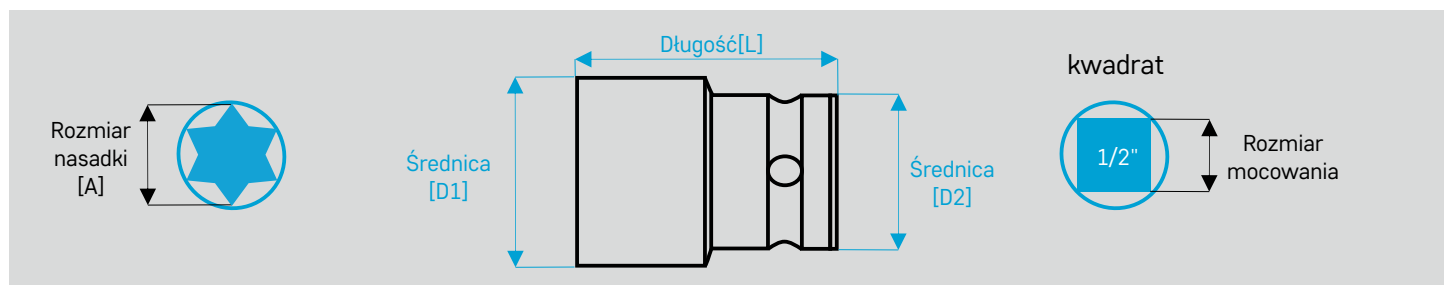 Rozmiar
nasadki
[A]
Długość[L]
Średnica
[D1]
Średnica
[D2]
kwadrat
1/2"
Rozmiar
mocowania